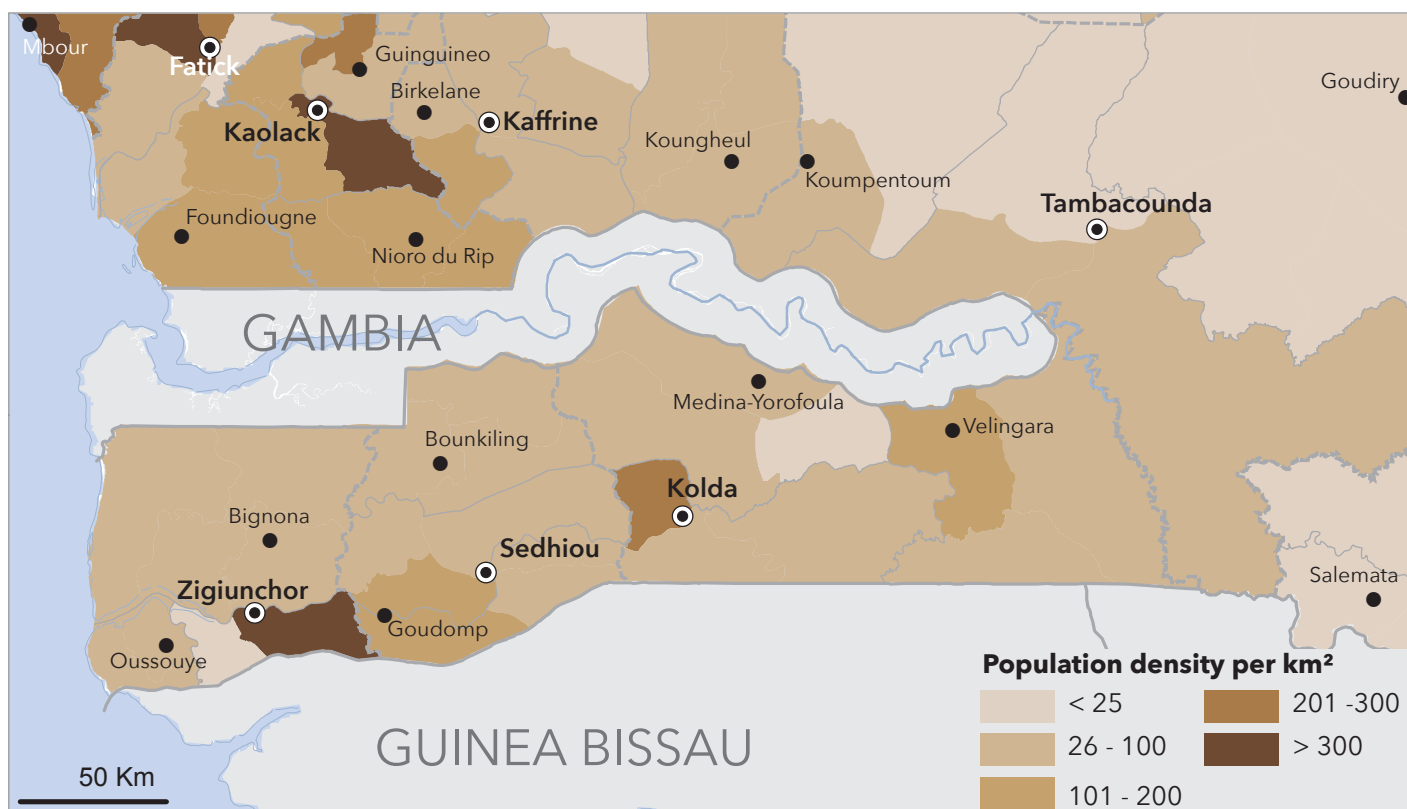 Mbour
Fatick
Guinguineo
Goudiry
Birkelane
Kaolack
Kaffrine
Koungheul
Koumpentoum
Tambacounda
Foundiougne
Nioro du Rip
GAMBIA
Medina-Yorofoula
Velingara
Bounkiling
Kolda
Bignona
Sedhiou
Zigiunchor
Salemata
Goudomp
Oussouye
GUINEA BISSAU
Population density per km²
< 25
201 -300
26 - 100
> 300
101 - 200
50 Km